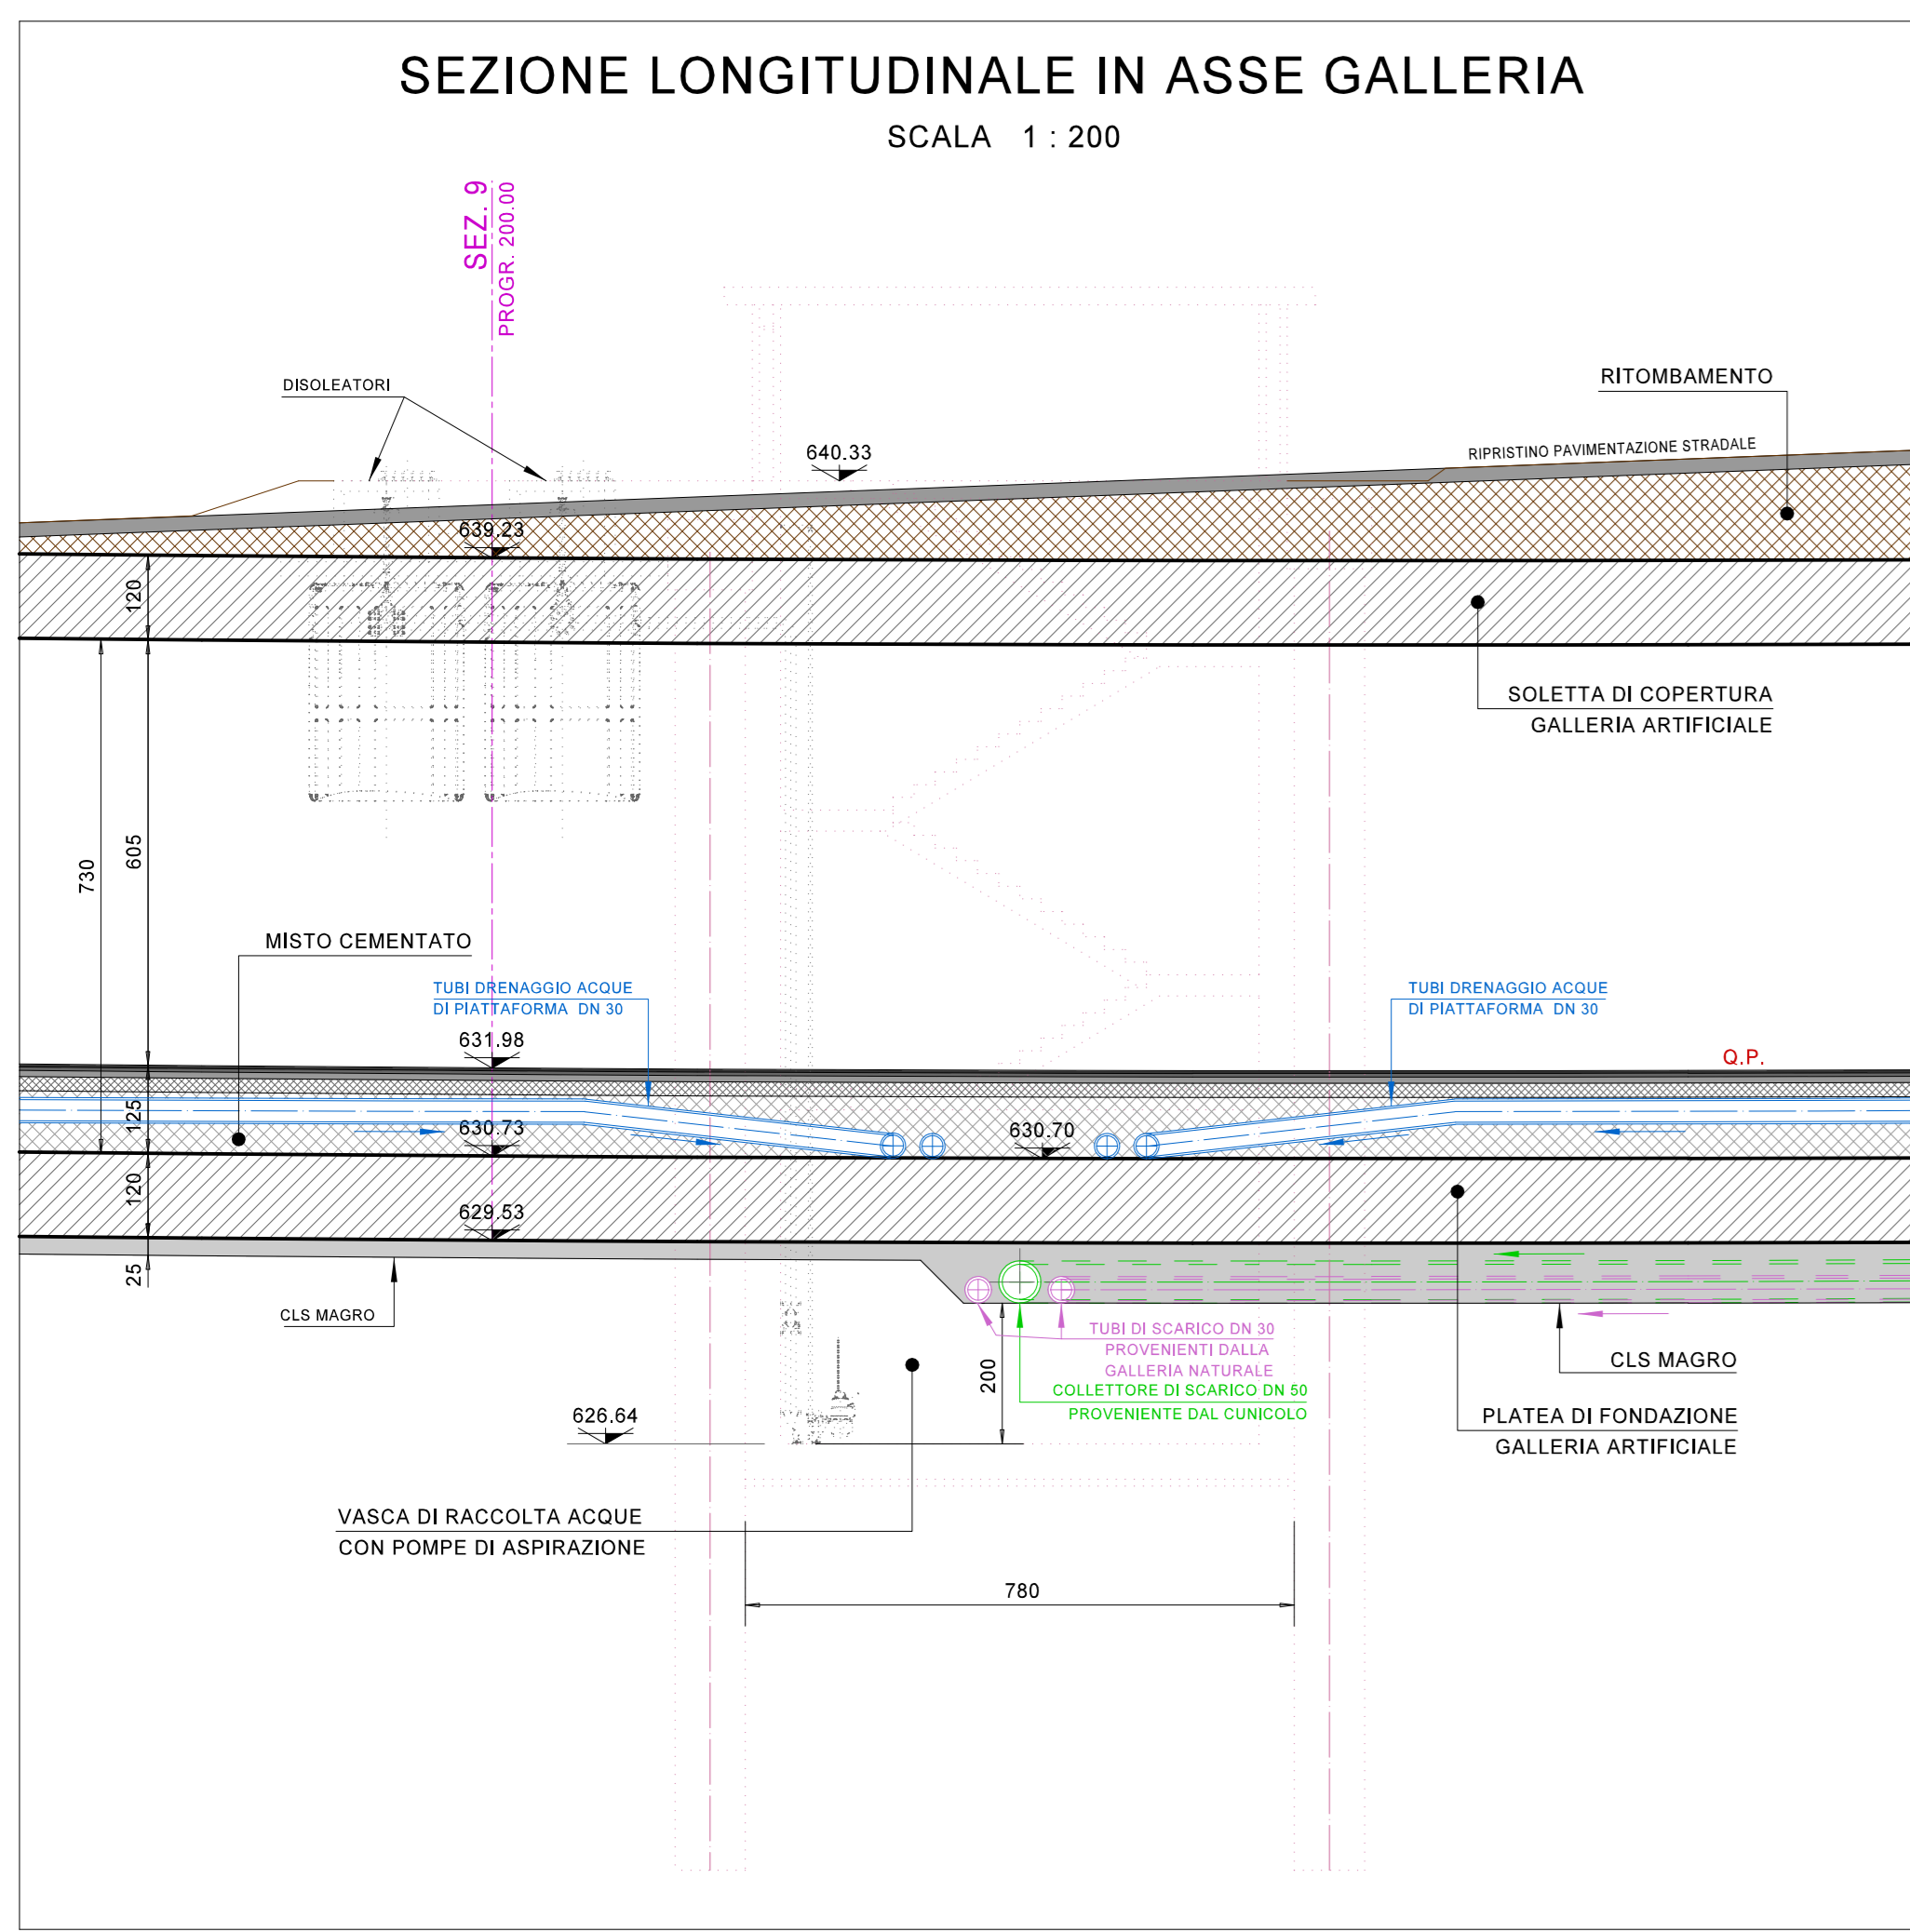 SEZIONE LONGITUDINALE IN ASSE GALLERIA
SCALA 1 : 200
SEZ. 9
PROGR. 200.00
DISOLEATORI
640.33
RITOMBAMENTO
RIPRISTINO PAVIMENTAZIONE STRADALE
639.23
120
SOLETTA DI COPERTURA
GALLERIA ARTIFICIALE
605
730
MISTO CEMENTATO
TUBI DRENAGGIO ACQUE
DI PIATTAFORMA DN 30
TUBI DRENAGGIO ACQUE
DI PIATTAFORMA DN 30
631.98
Q.P.
125
630.73
630.70
120
629.53
25
CLS MAGRO
TUBI DI SCARICO DN 30
PROVENIENTI DALLA
GALLERIA NATURALE
COLLETTORE DI SCARICO DN 50
PROVENIENTE DAL CUNICOLO
200
CLS MAGRO
626.64
PLATEA DI FONDAZIONE
GALLERIA ARTIFICIALE
VASCA DI RACCOLTA ACQUE
CON POMPE DI ASPIRAZIONE
780